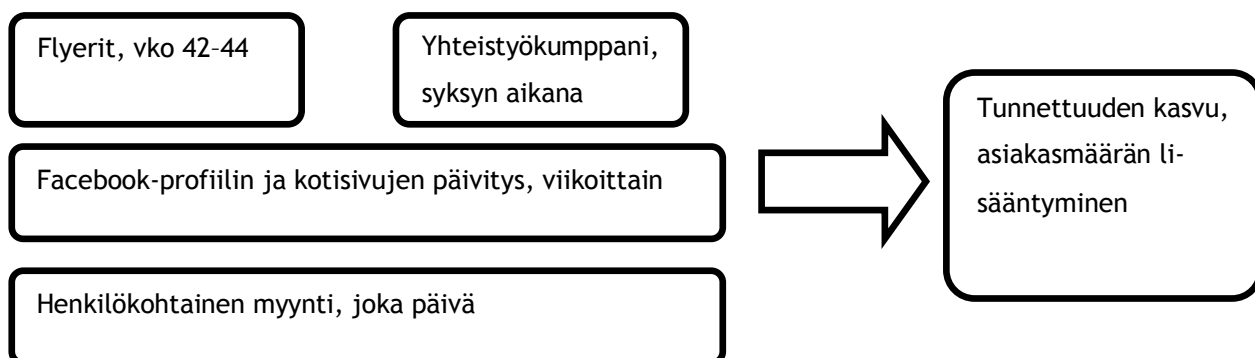 Flyerit, vko 42–44
Yhteistyökumppani,
syksyn aikana
Facebook-profiilin ja kotisivujen päivitys, viikoittain
Henkilökohtainen myynti, joka päivä
Tunnettuuden kasvu,
asiakasmäärän li-
sääntyminen